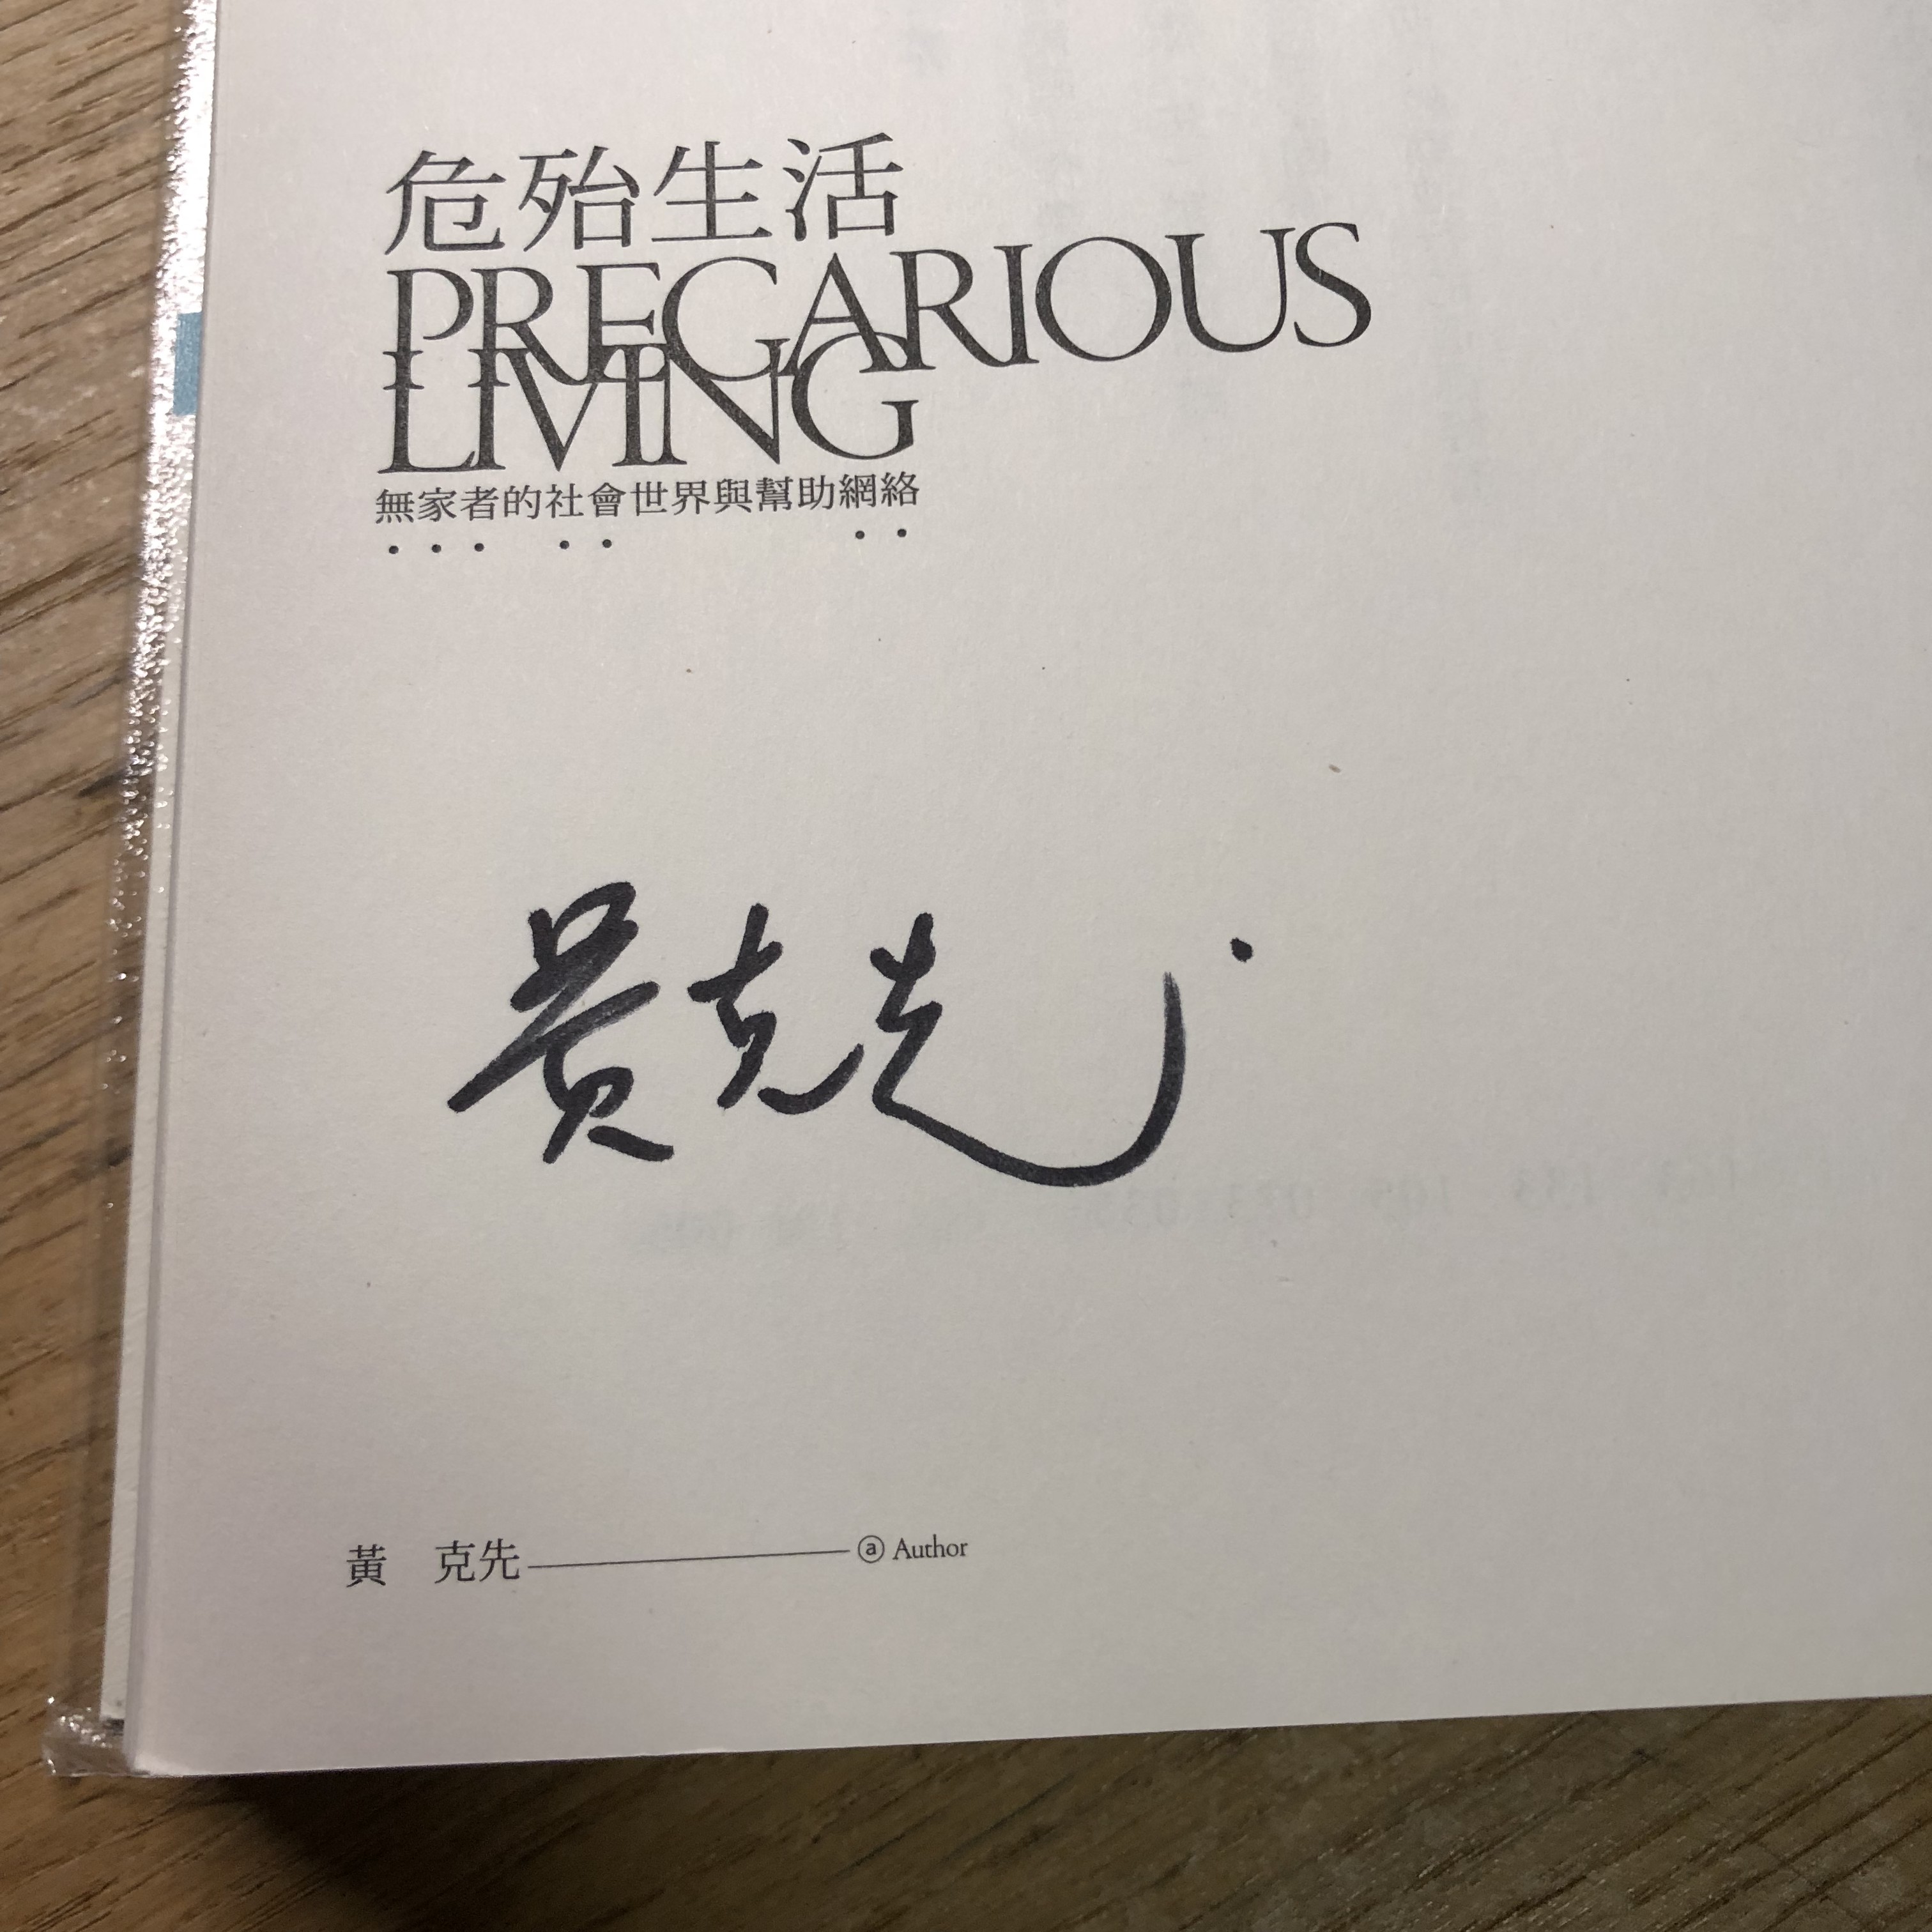 危殆生活
PRECARIOUS
LIVING
無家者的社會世界與幫助網絡
黃克先
黃 克先 ⓐ Author